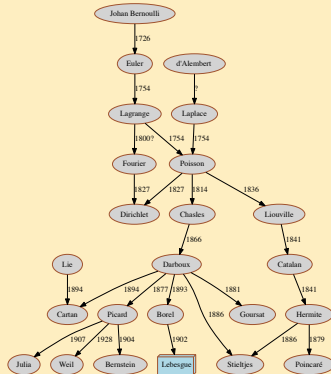 Johan Bernoulli
1726
Euler
d'Alembert
1754
?
Lagrange
Laplace
1800?
1754
1754
Fourier
Poisson
1827
1827
1814
1836
Dirichlet
Chasles
Liouville
1866
1841
Lie
Darboux
Catalan
1894
1894
1877
1893
1881
1841
Cartan
Picard
Borel
Goursat
1886
Hermite
1907
1928
1904
1902
1886
1879
Julia
Weil
Bernstein
Lebesgue
Stieltjes
Poincaré